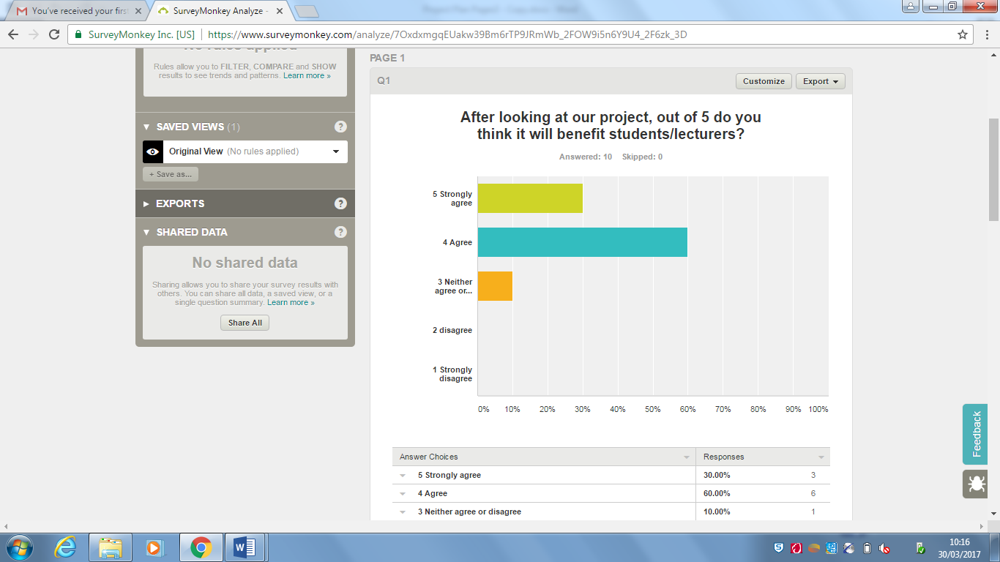 You've received your first
SurveyMonkey Analyze -
SurveyMonkey Inc. [US]
https://www.surveymonkey.com/analyze/7OxdxmgqEUakw39Bm6rTP9JRmWb_2FOW9i5n6Y9U4_2F6zk_3D
No rules applied
Rules allow you to FILTER, COMPARE and SHOW
results to see trends and patterns. Learn more »
SAVED VIEWS (1)
?
Original View (No rules applied)
+ Save as...
EXPORTS
?
SHARED DATA
?
No shared data
Sharing allows you to share your survey results with
others. You can share all data, a saved view, or a
single question summary. Learn more »
Share All
PAGE 1
Q1
Customize
Export
After looking at our project, out of 5 do you
think it will benefit students/lecturers?
Answered: 10 Skipped: 0
5 Strongly
agree
4 Agree
3 Neither
agree or...
2 disagree
1 Strongly
disagree
0% 10% 20% 30% 40% 50% 60% 70% 80% 90% 100%
Answer Choices Responses
5 Strongly agree 30.00% 3
4 Agree 60.00% 6
3 Neither agree or disagree 10.00% 1
Feedback
10:16
30/03/2017